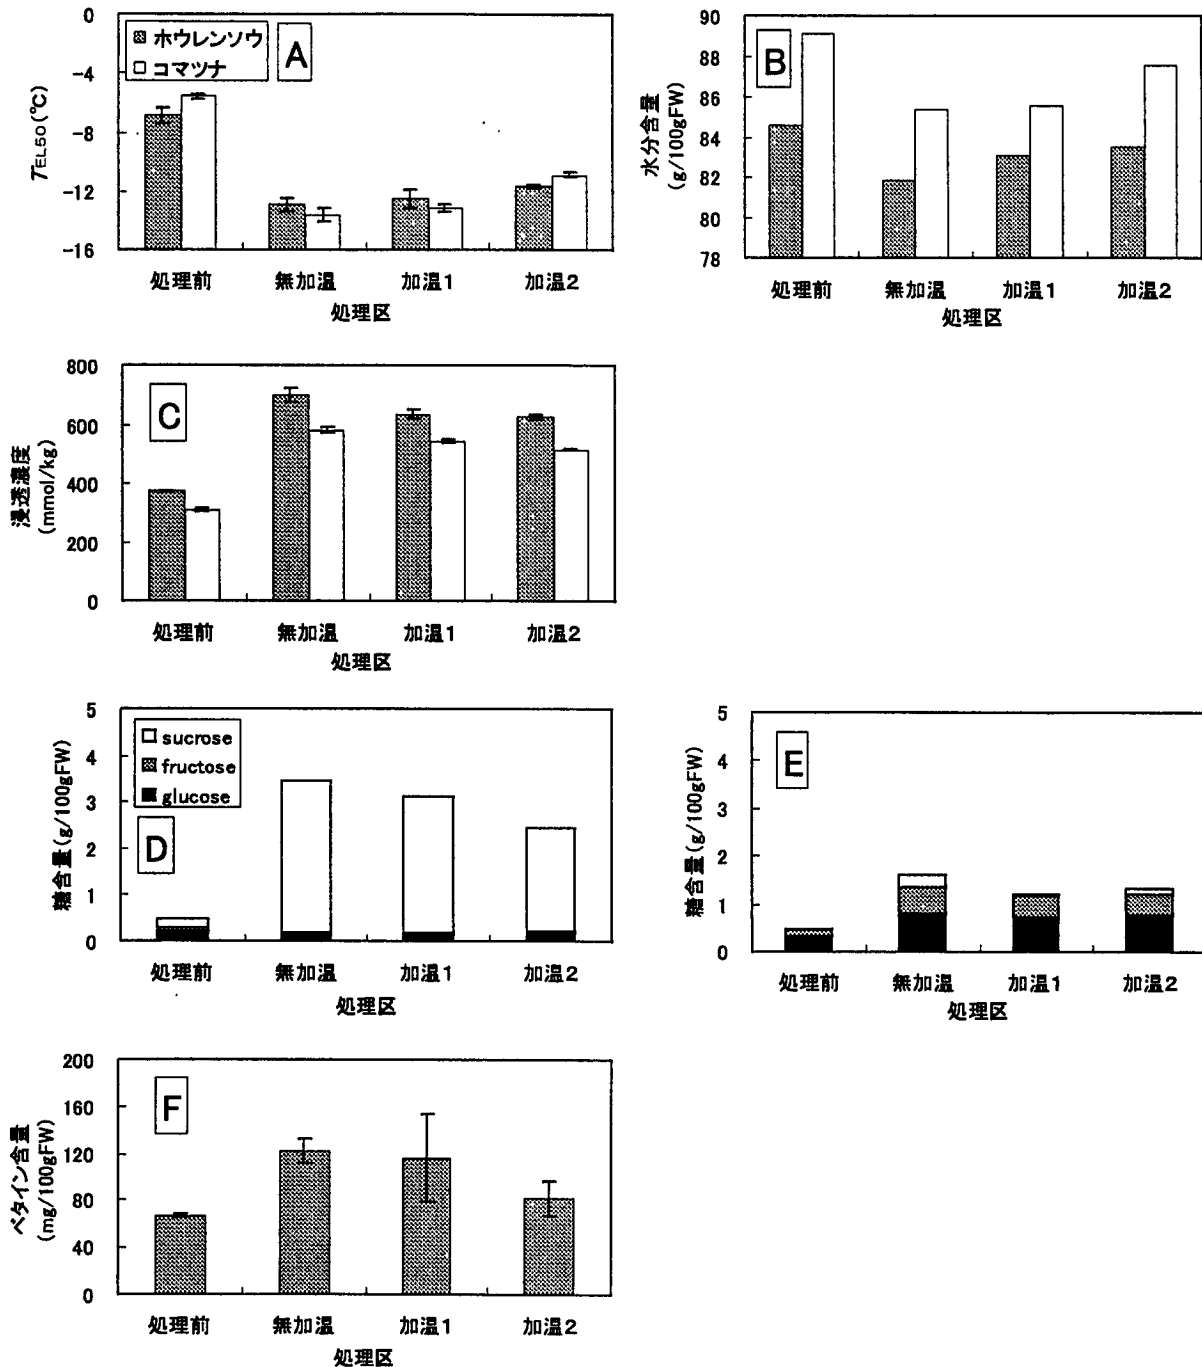 0
-4
-8
-12
-16
TEL50(℃)
ホウレンソウ
コマツナ
A
処理前
無加温
加温1
加温2
処理区
90
88
86
84
82
80
78
水分含量
(g/100gFW)
B
処理前
無加温
加温1
加温2
処理区
800
600
400
200
0
浸透濃度
(mmol/kg)
C
処理前
無加温
加温1
加温2
処理区
5
4
3
2
1
0
糖含量(g/100gFW)
sucrose
fructose
glucose
D
処理前
無加温
加温1
加温2
処理区
5
4
3
2
1
0
糖含量(g/100gFW)
E
処理前
無加温
加温1
加温2
処理区
200
160
120
80
40
0
ベタイン含量
(mg/100gFW)
F
処理前
無加温
加温1
加温2
処理区